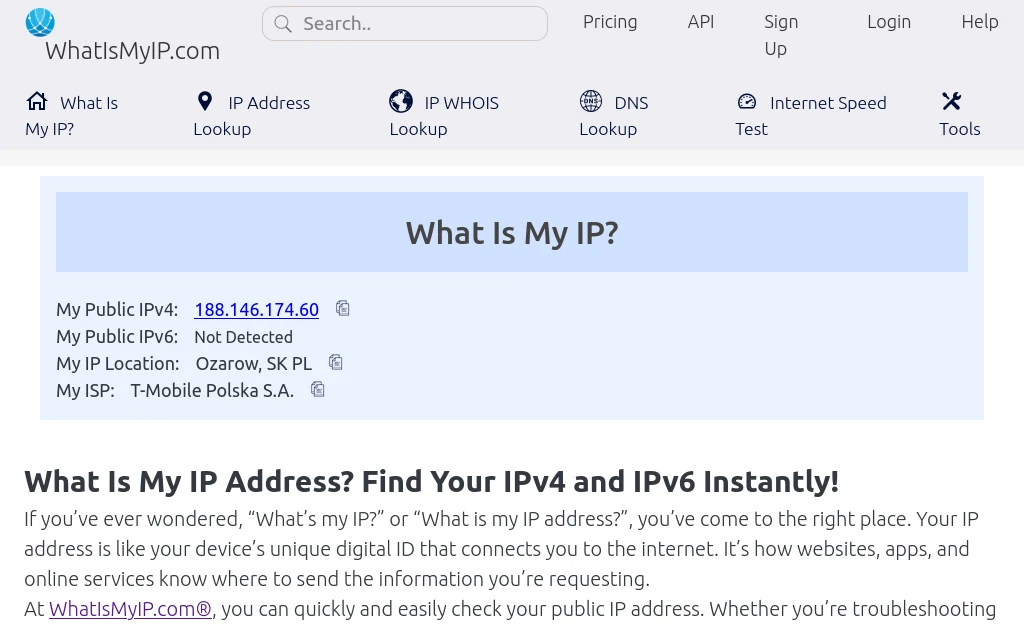 WhatIsMyIP.com
Search..
Pricing
API
Sign
Up
Login
Help
What Is
My IP?
IP Address
Lookup
IP WHOIS
Lookup
DNS
DNS
Lookup
Internet Speed
Test
Tools
What Is My IP?
My Public IPv4: 188.146.174.60
My Public IPv6: Not Detected
My IP Location: Ozarow, SK PL
My ISP: T-Mobile Polska S.A.
What Is My IP Address? Find Your IPv4 and IPv6 Instantly!
If you’ve ever wondered, “What’s my IP?” or “What is my IP address?”, you’ve come to the right place. Your IP
address is like your device’s unique digital ID that connects you to the internet. It’s how websites, apps, and
online services know where to send the information you’re requesting.
At WhatIsMyIP.com®, you can quickly and easily check your public IP address. Whether you’re troubleshooting